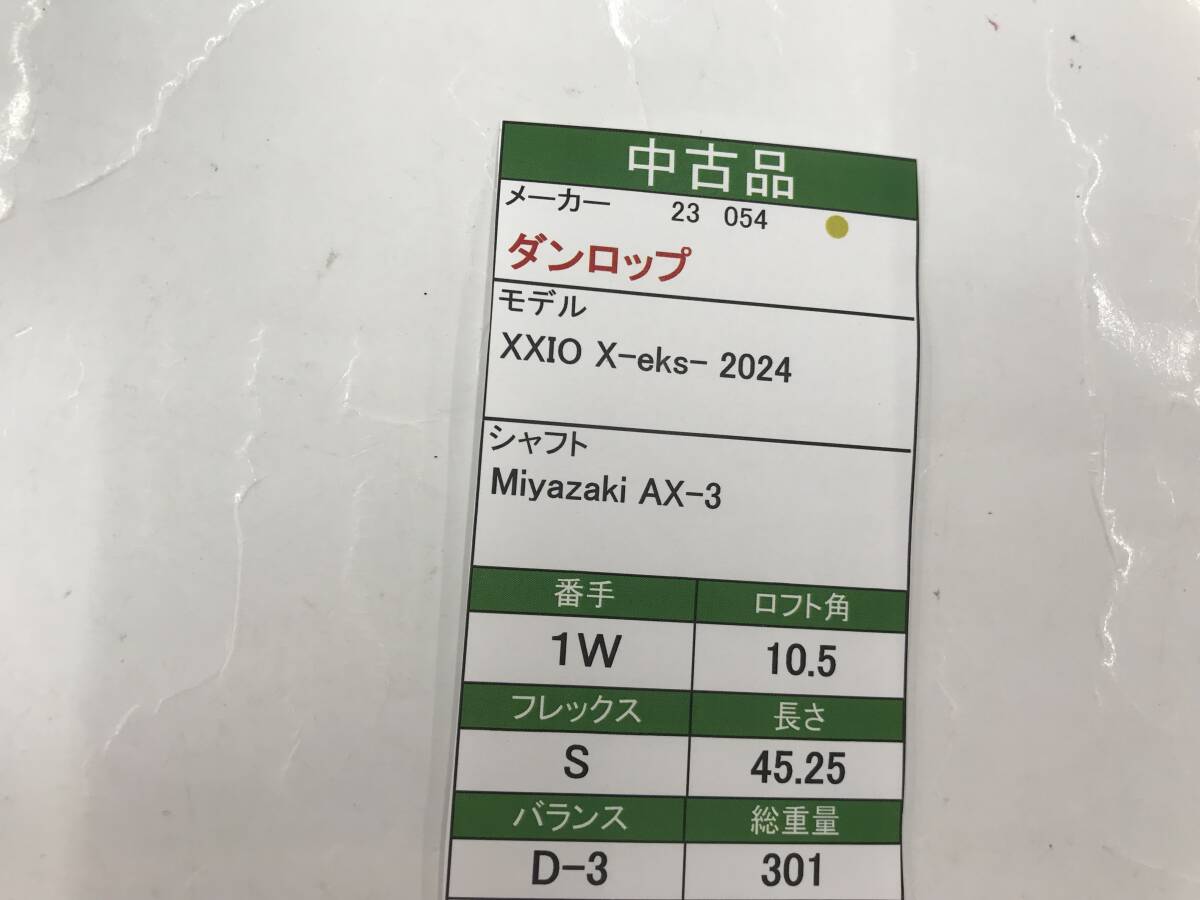 中古品
メーカー 23 054
ダンロップ
モデル
XXIO X-eks- 2024
シャフト
Miyazaki AX-3
番手 ロフト角
1W 10.5
フレックス 長さ
S 45.25
バランス 総重量
D-3 301